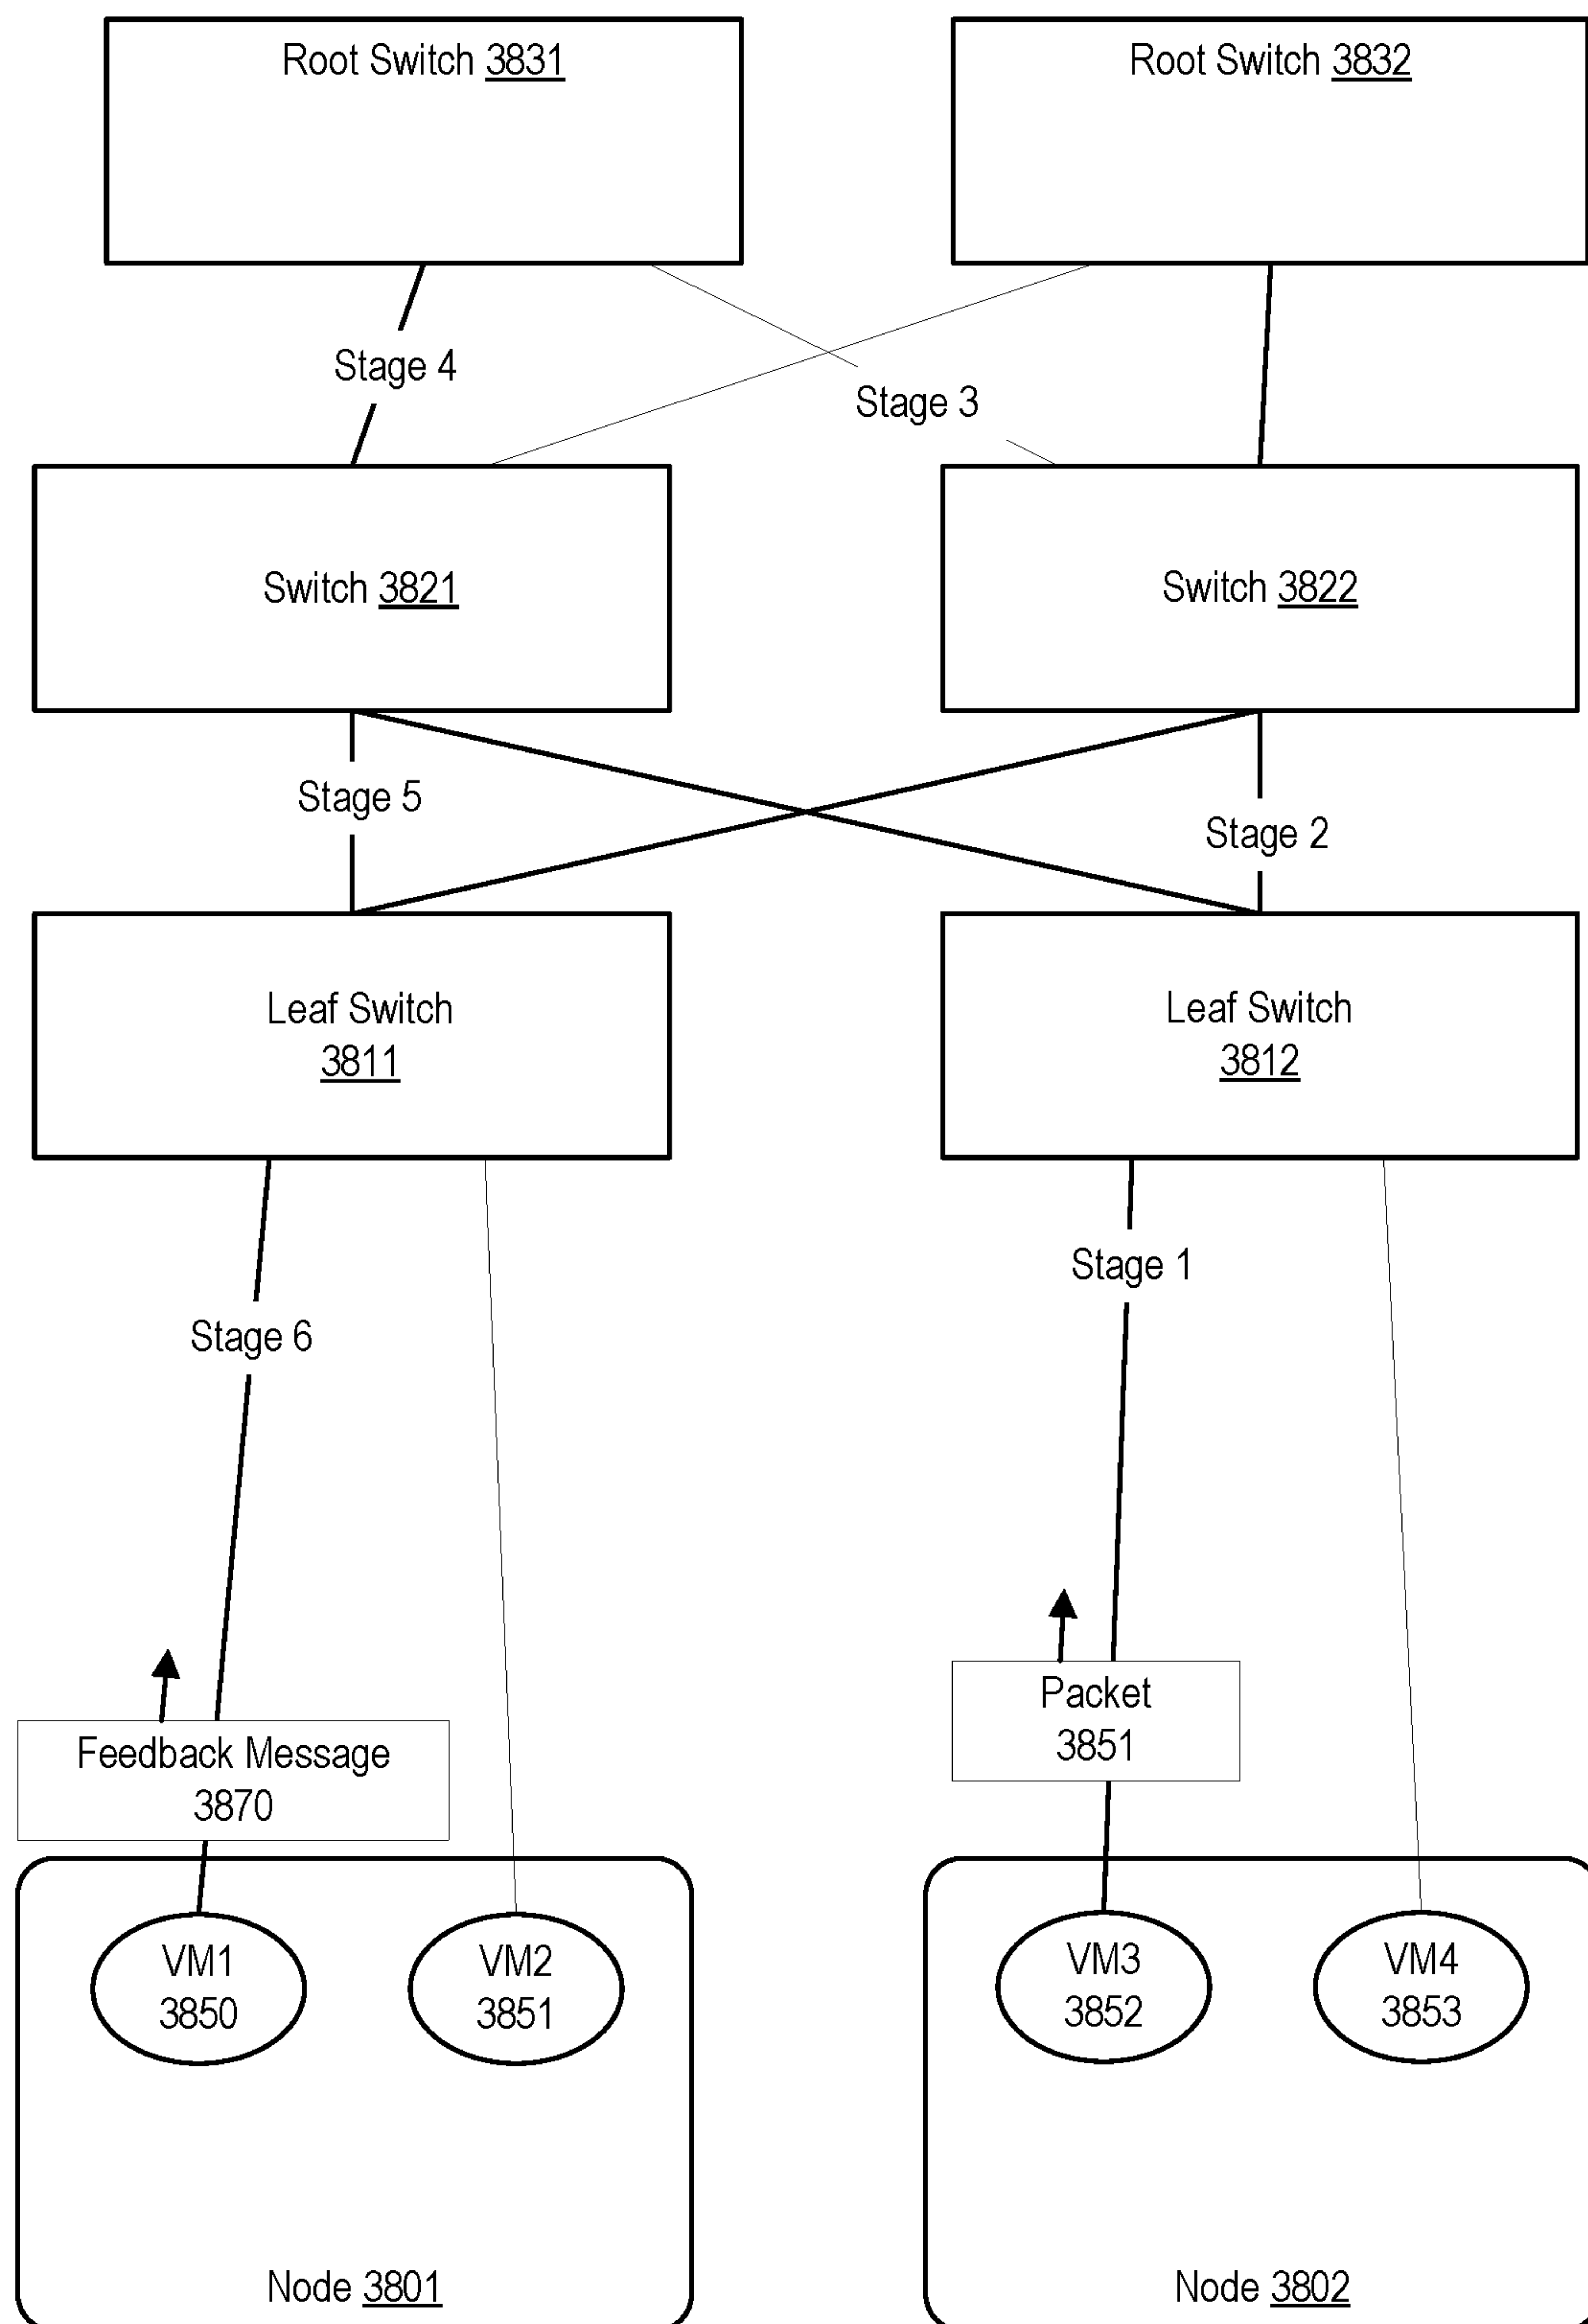 Root Switch 3831
Root Switch 3832
Stage 4
Stage 3
Switch 3821
Switch 3822
Stage 5
Stage 2
Leaf Switch
3811
Leaf Switch
3812
Stage 1
Stage 6
Packet
3851
Feedback Message
3870
VM1
3850
VM2
3851
VM3
3852
VM4
3853
Node 3801
Node 3802